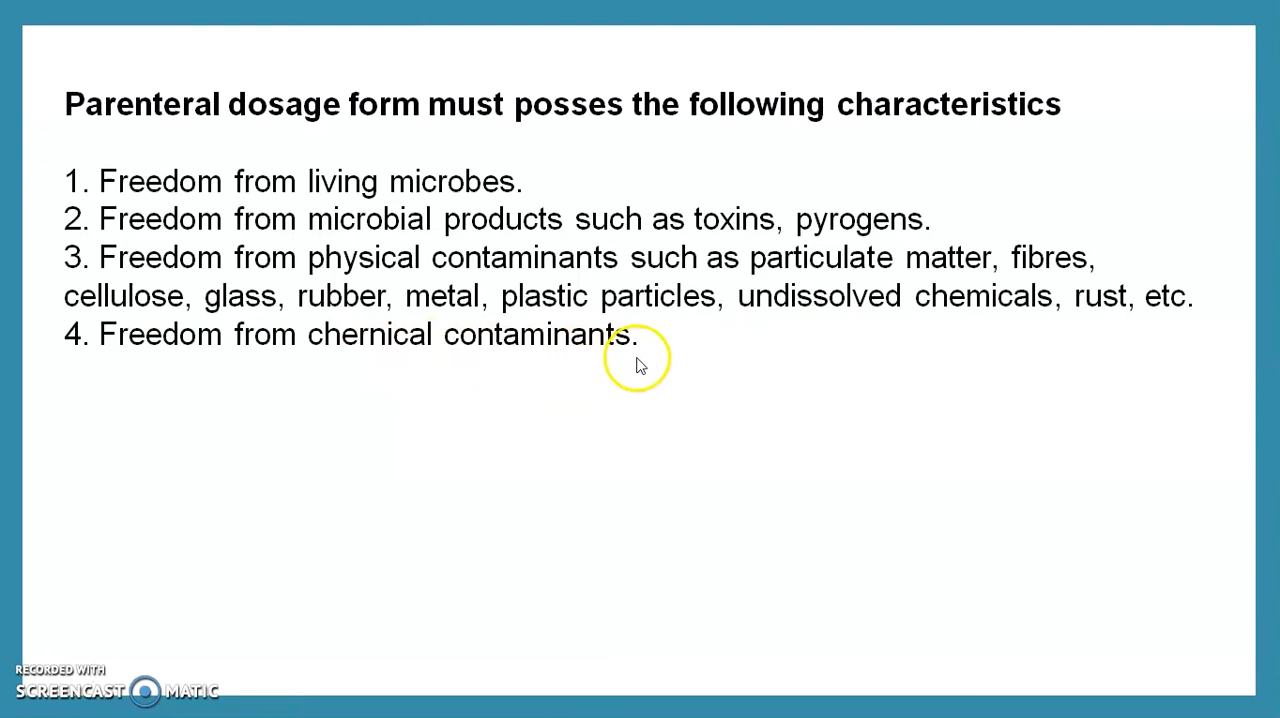 Parenteral dosage form must posses the following characteristics
1. Freedom from living microbes.
2. Freedom from microbial products such as toxins, pyrogens.
3. Freedom from physical contaminants such as particulate matter, fibres,
cellulose, glass, rubber, metal, plastic particles, undissolved chemicals, rust, etc.
4. Freedom from chernical contaminants.
RECORDED WITH
SCREENCAST MATIC